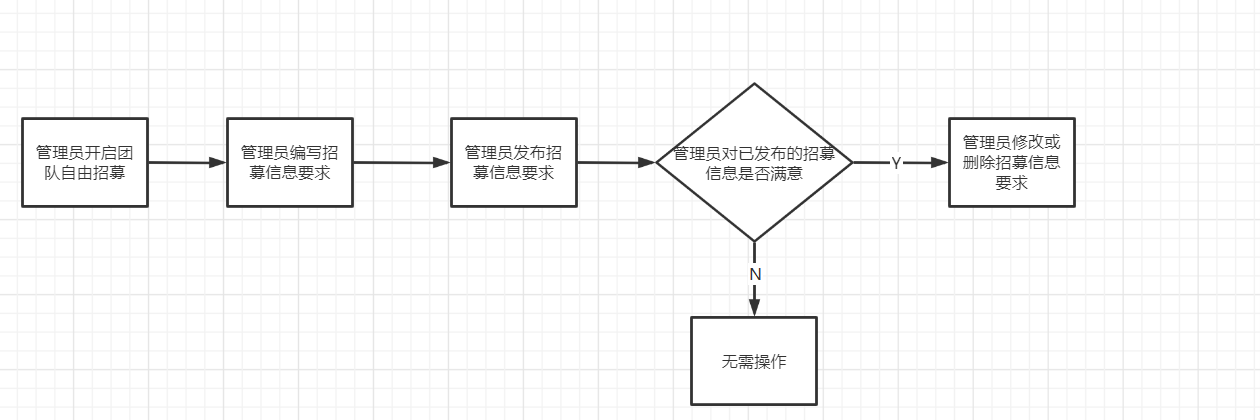 管理员开启团
队自由招募
管理员编写招
募信息要求
管理员发布招
募信息要求
管理员对已发布的招募
信息是否满意
Y
管理员修改或
删除招募信息
要求
N
无需操作